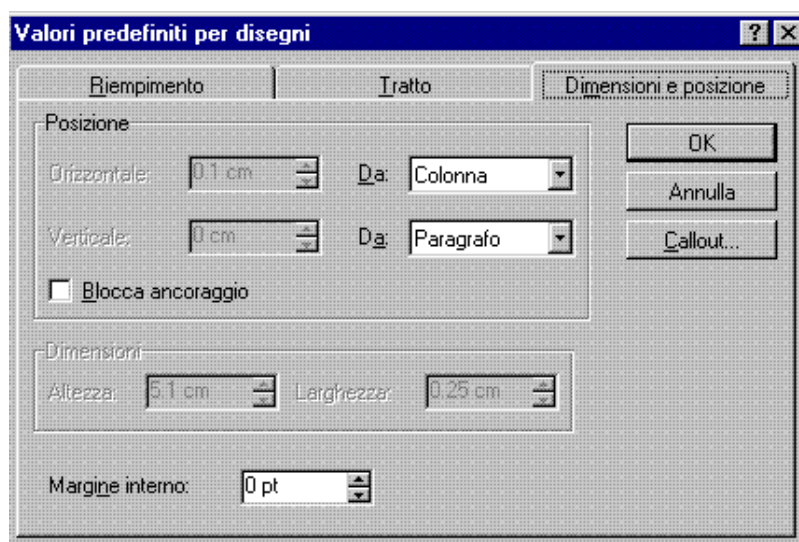 Valori predefiniti per disegni
Riempimento Tratto Dimensioni e posizione
Posizione
Orizzontale: 0.1 cm Da: Colonna
OK
Annulla
Verticale: 0 cm Da: Paragrafo
Callout...
Blocca ancoraggio
Dimensioni
Altezza: 5.1 cm Larghezza: 0.25 cm
Margine interno: 0 pt